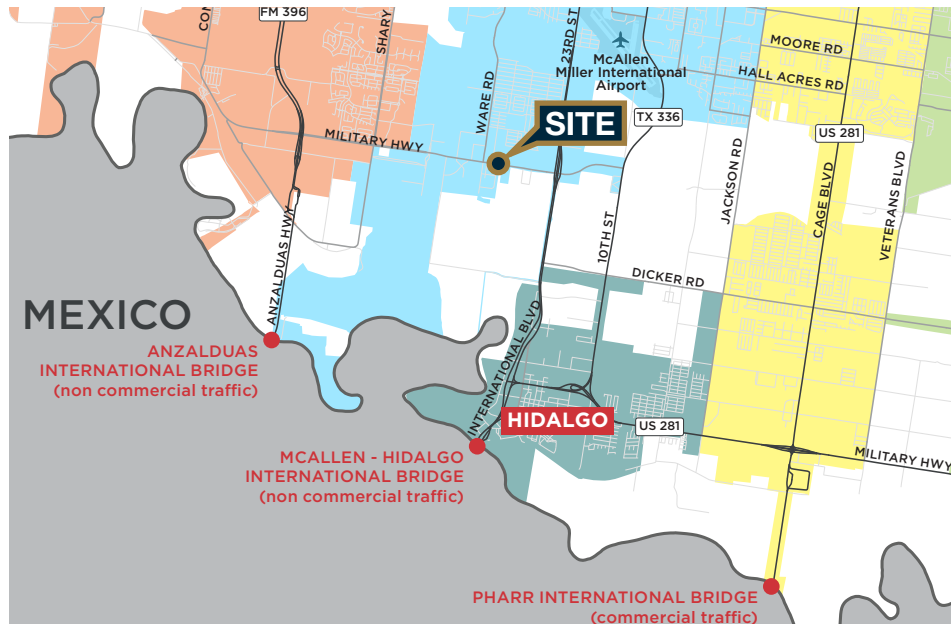 FM 396
CON
SHARY
23RD ST
McAllen
Miller International
Airport
MOORE RD
HALL ACRES RD
WARE RD
SITE
TX 336
MILITARY HWY
US 281
JACKSON RD
CAGE BLVD
VETERANS BLVD
ANZALDUAS HWY
10TH ST
DICKER RD
MEXICO
INTERNATIONAL BLVD
ANZALDUAS
INTERNATIONAL BRIDGE
(non commercial traffic)
HIDALGO
US 281
MILITARY HWY
MCALLEN - HIDALGO
INTERNATIONAL BRIDGE
(non commercial traffic)
PHARR INTERNATIONAL BRIDGE
(commercial traffic)